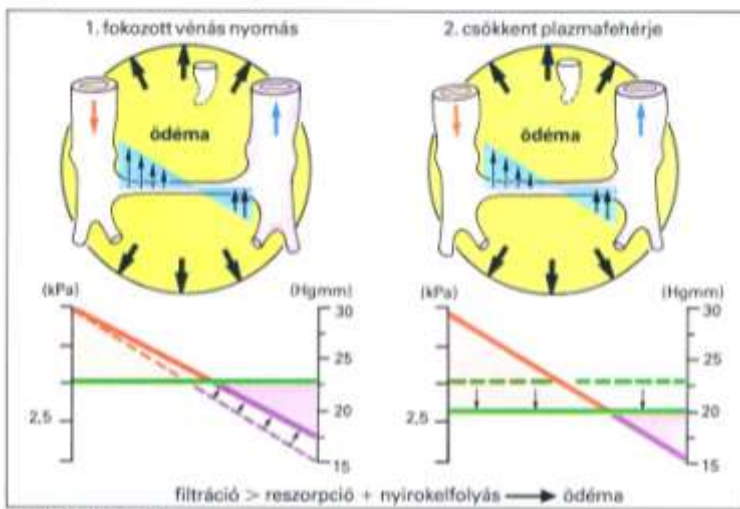 1. fokozott vénás nyomás
2. csökkent plazmafehérje
ödéma
ödéma
(kPa)
(Hgmm)
(kPa)
(Hgmm)
30
25
20
15
2,5
30
25
20
15
2,5
filtráció > reszorpció + nyirokelfolyás → ödéma